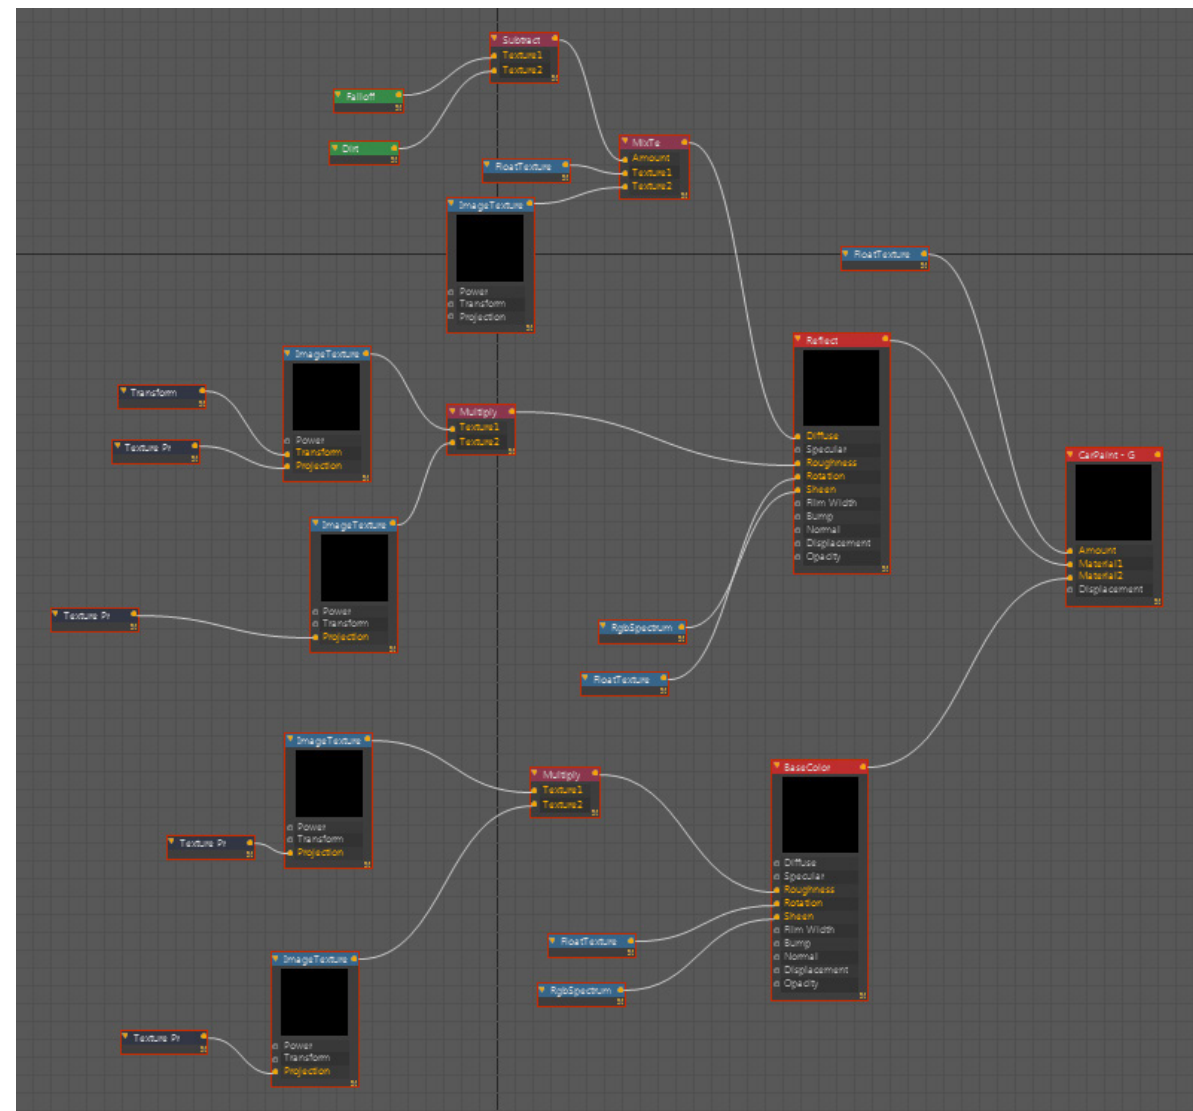 Subtract
Texture1
Texture2
Falloff
Dirt
MixTe
Amount
Texture1
Texture2
FloatTexture
ImageTexture
Power
Transform
Projection
FloatTexture
Reflect
Diffuse
Specular
Roughness
Rotation
Sheen
Film Width
Bump
Normal
Displacement
Opacity
ImageTexture
Power
Transform
Projection
Transform
Texture Pr
Multiply
Texture1
Texture2
CarPaint - G
Amount
Material1
Material2
Displacement
ImageTexture
Power
Transform
Projection
Texture Pr
RgbSpectrum
FloatTexture
ImageTexture
Power
Transform
Projection
Texture Pr
Multiply
Texture1
Texture2
BaseColor
Diffuse
Specular
Roughness
Rotation
Sheen
Film Width
Bump
Normal
Displacement
Opacity
FloatTexture
RgbSpectrum
ImageTexture
Power
Transform
Projection
Texture Pr